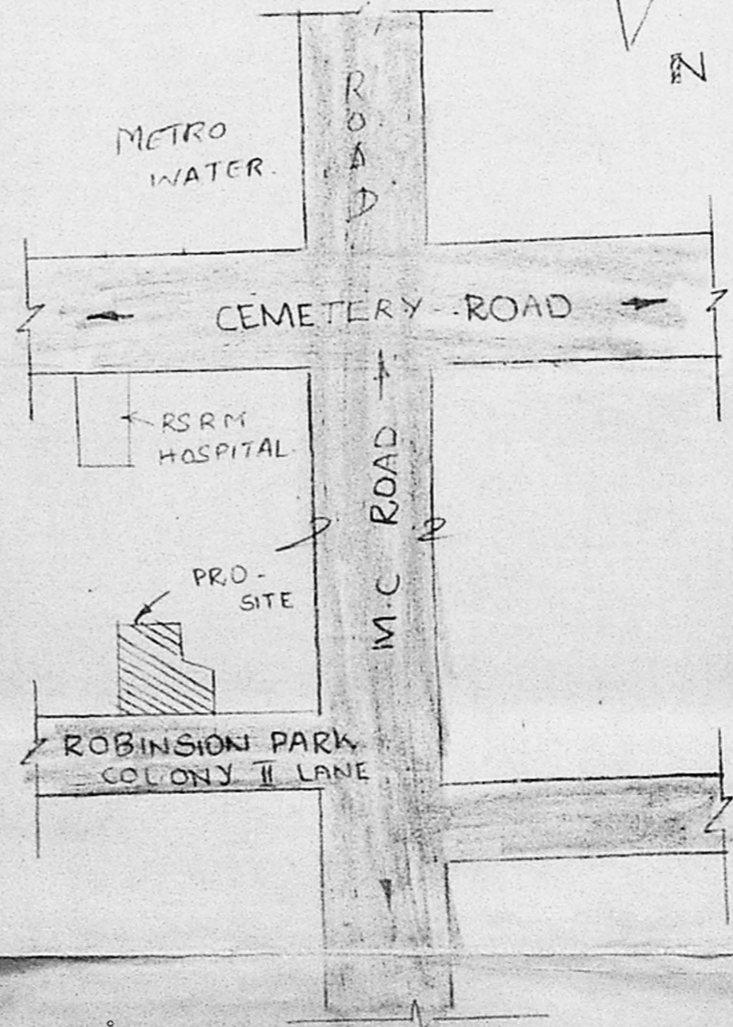 N
ROAD
METRO
WATER.
CEMETERY ROAD
RSRM
HOSPITAL
M.C ROAD
PRO-
SITE
ROBINSION PARK
COLONY II LANE